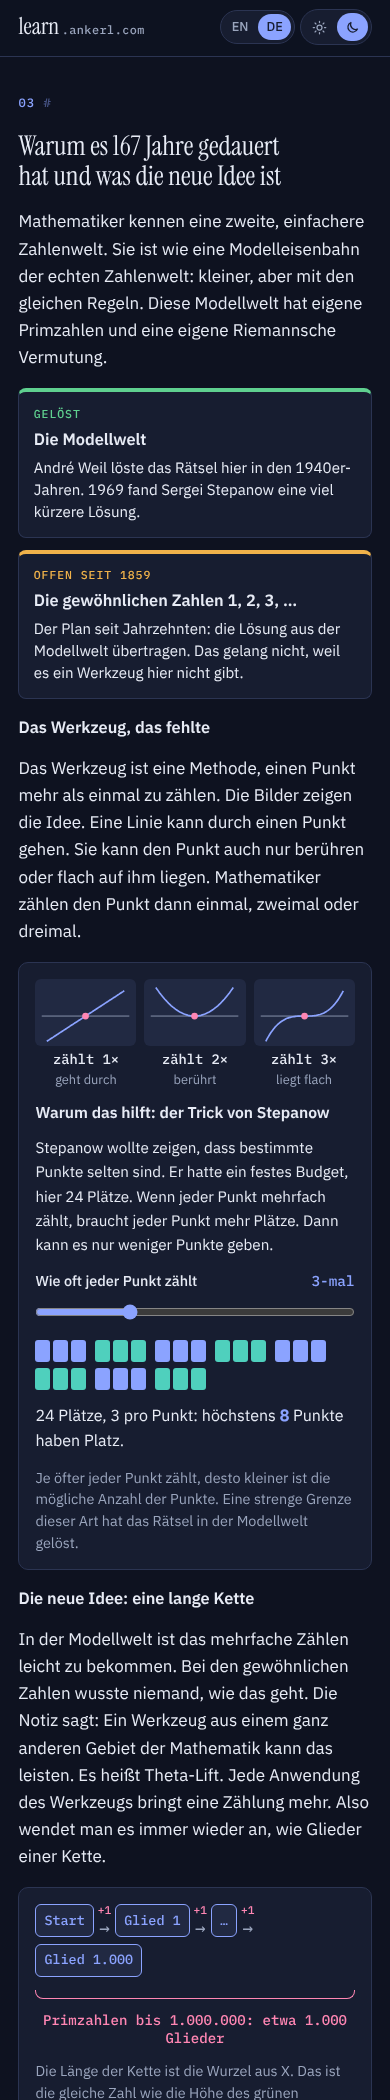 learn.ankerl.com EN DE
03 #
Warum es 167 Jahre gedauert
hat und was die neue Idee ist
Mathematiker kennen eine zweite, einfachere
Zahlenwelt. Sie ist wie eine Modelleisenbahn
der echten Zahlenwelt: kleiner, aber mit den
gleichen Regeln. Diese Modellwelt hat eigene
Primzahlen und eine eigene Riemannsche
Vermutung.
GELÖST
Die Modellwelt
André Weil löste das Rätsel hier in den 1940er-
Jahren. 1969 fand Sergei Stepanow eine viel
kürzere Lösung.
OFFEN SEIT 1859
Die gewöhnlichen Zahlen 1, 2, 3, …
Der Plan seit Jahrzehnten: die Lösung aus der
Modellwelt übertragen. Das gelang nicht, weil
es ein Werkzeug hier nicht gibt.
Das Werkzeug, das fehlte
Das Werkzeug ist eine Methode, einen Punkt
mehr als einmal zu zählen. Die Bilder zeigen
die Idee. Eine Linie kann durch einen Punkt
gehen. Sie kann den Punkt auch nur berühren
oder flach auf ihm liegen. Mathematiker
zählen den Punkt dann einmal, zweimal oder
dreimal.
zählt 1× zählt 2× zählt 3×
geht durch berührt liegt flach
Warum das hilft: der Trick von Stepanow
Stepanow wollte zeigen, dass bestimmte
Punkte selten sind. Er hatte ein festes Budget,
hier 24 Plätze. Wenn jeder Punkt mehrfach
zählt, braucht jeder Punkt mehr Plätze. Dann
kann es nur weniger Punkte geben.
Wie oft jeder Punkt zählt 3-mal
24 Plätze, 3 pro Punkt: höchstens 8 Punkte
haben Platz.
Je öfter jeder Punkt zählt, desto kleiner ist die
mögliche Anzahl der Punkte. Eine strenge Grenze
dieser Art hat das Rätsel in der Modellwelt
gelöst.
Die neue Idee: eine lange Kette
In der Modellwelt ist das mehrfache Zählen
leicht zu bekommen. Bei den gewöhnlichen
Zahlen wusste niemand, wie das geht. Die
Notiz sagt: Ein Werkzeug aus einem ganz
anderen Gebiet der Mathematik kann das
leisten. Es heißt Theta-Lift. Jede Anwendung
des Werkzeugs bringt eine Zählung mehr. Also
wendet man es immer wieder an, wie Glieder
einer Kette.
Start +1 → Glied 1 +1 → … +1 →
Glied 1.000
Primzahlen bis 1.000.000: etwa 1.000
Glieder
Die Länge der Kette ist die Wurzel aus X. Das ist
die gleiche Zahl wie die Höhe des grünen